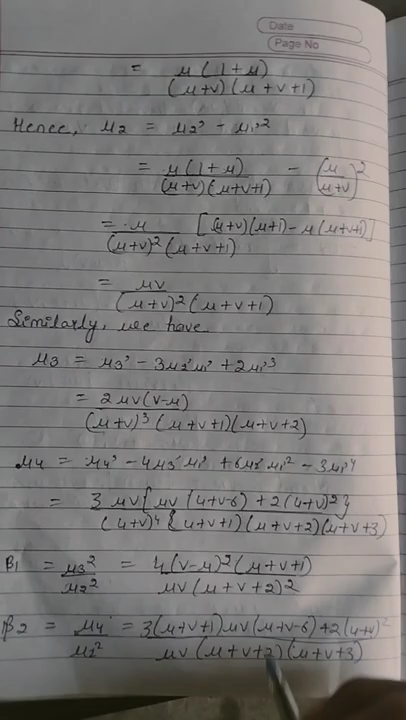 Date
Page No
= μ(1+μ) / (μ+v)(μ+v+1)
Hence, μ2 = μ2' - μ1'2
= μ(1+μ) / (μ+v)(μ+v+1) - (μ / μ+v)^2
= μ / (μ+v)^2(μ+v+1) [(μ+v)(μ+1) - μ(μ+v+1)]
= μv / (μ+v)^2(μ+v+1)
Similarly, we have.
μ3 = μ3' - 3μ2'μ1' + 2μ1'3
= 2μv(v-μ) / (μ+v)^3(μ+v+1)(μ+v+2)
μ4 = μ4' - 4μ3'μ1' + 6μ2'μ1'2 - 3μ1'4
= 3μv{μv(μ+v-6) + 2(μ+v)^2} / (μ+v)^4{(μ+v+1)(μ+v+2)(μ+v+3)
β1 = μ3^2 / μ2^2 = 4(v-μ)^2(μ+v+1) / μv(μ+v+2)^2
β2 = μ4 / μ2^2 = 3(μ+v+1)μv(μ+v-6)+2(μ+v)^2 / μv(μ+v+2)(μ+v+3)